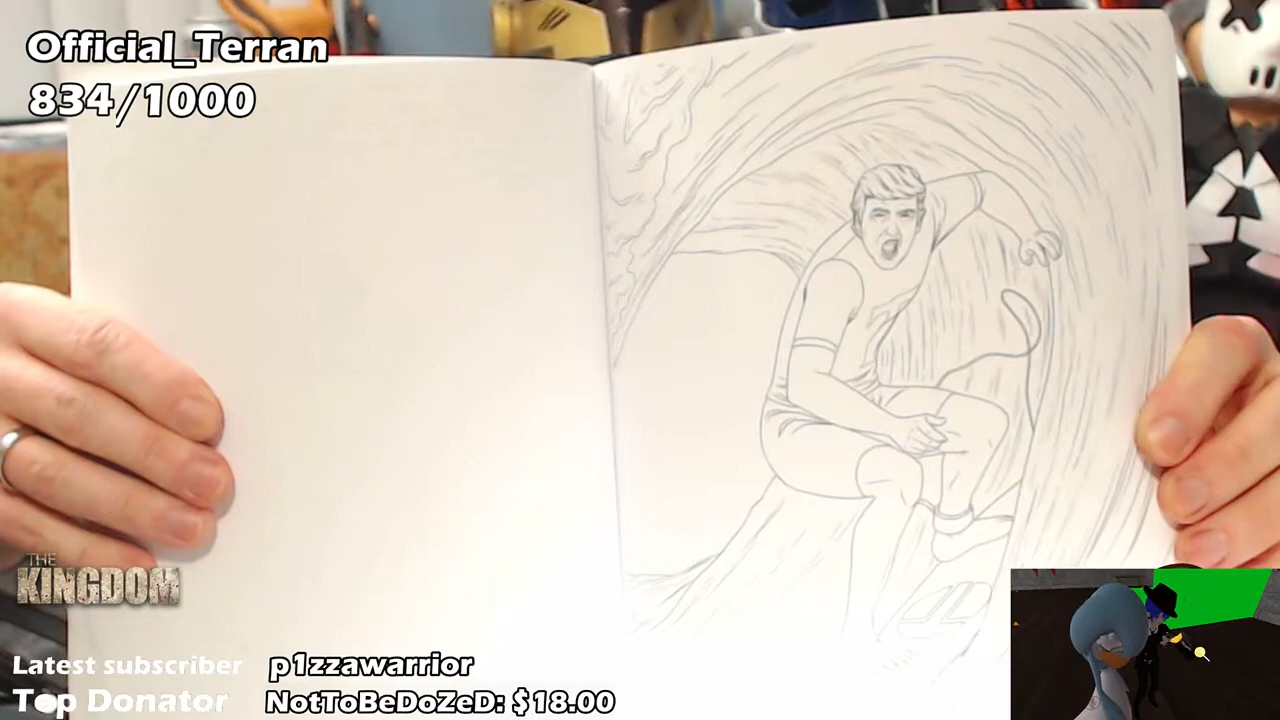 Official_Terran
834/1000
THE
KINGDOM
Latest subscriber p1zzawarrior
Top Donator NotToBeDoZeD: $18.00